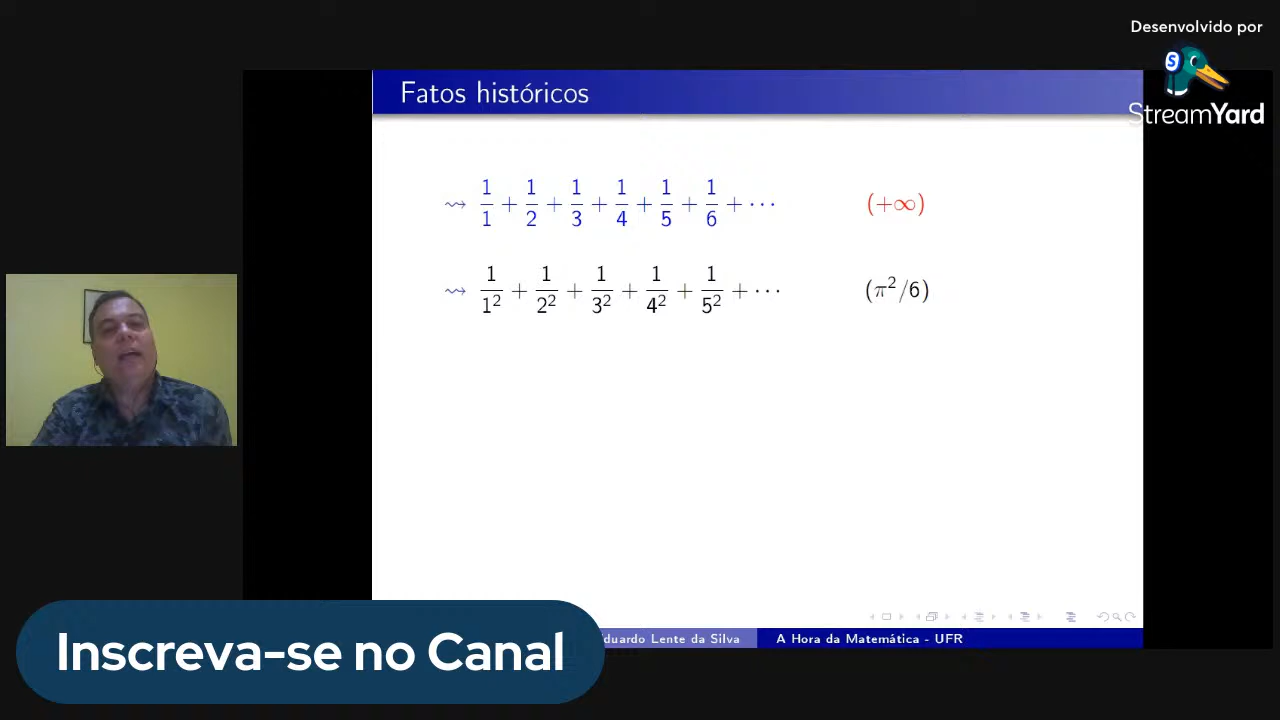 Desenvolvido por
StreamYard
Fatos históricos
⇝ 1/1 + 1/2 + 1/3 + 1/4 + 1/5 + 1/6 + ··· (+∞)
⇝ 1/1² + 1/2² + 1/3² + 1/4² + 1/5² + ··· (π²/6)
Inscreva-se no Canal
Lente da Silva
A Hora da Matemática - UFR